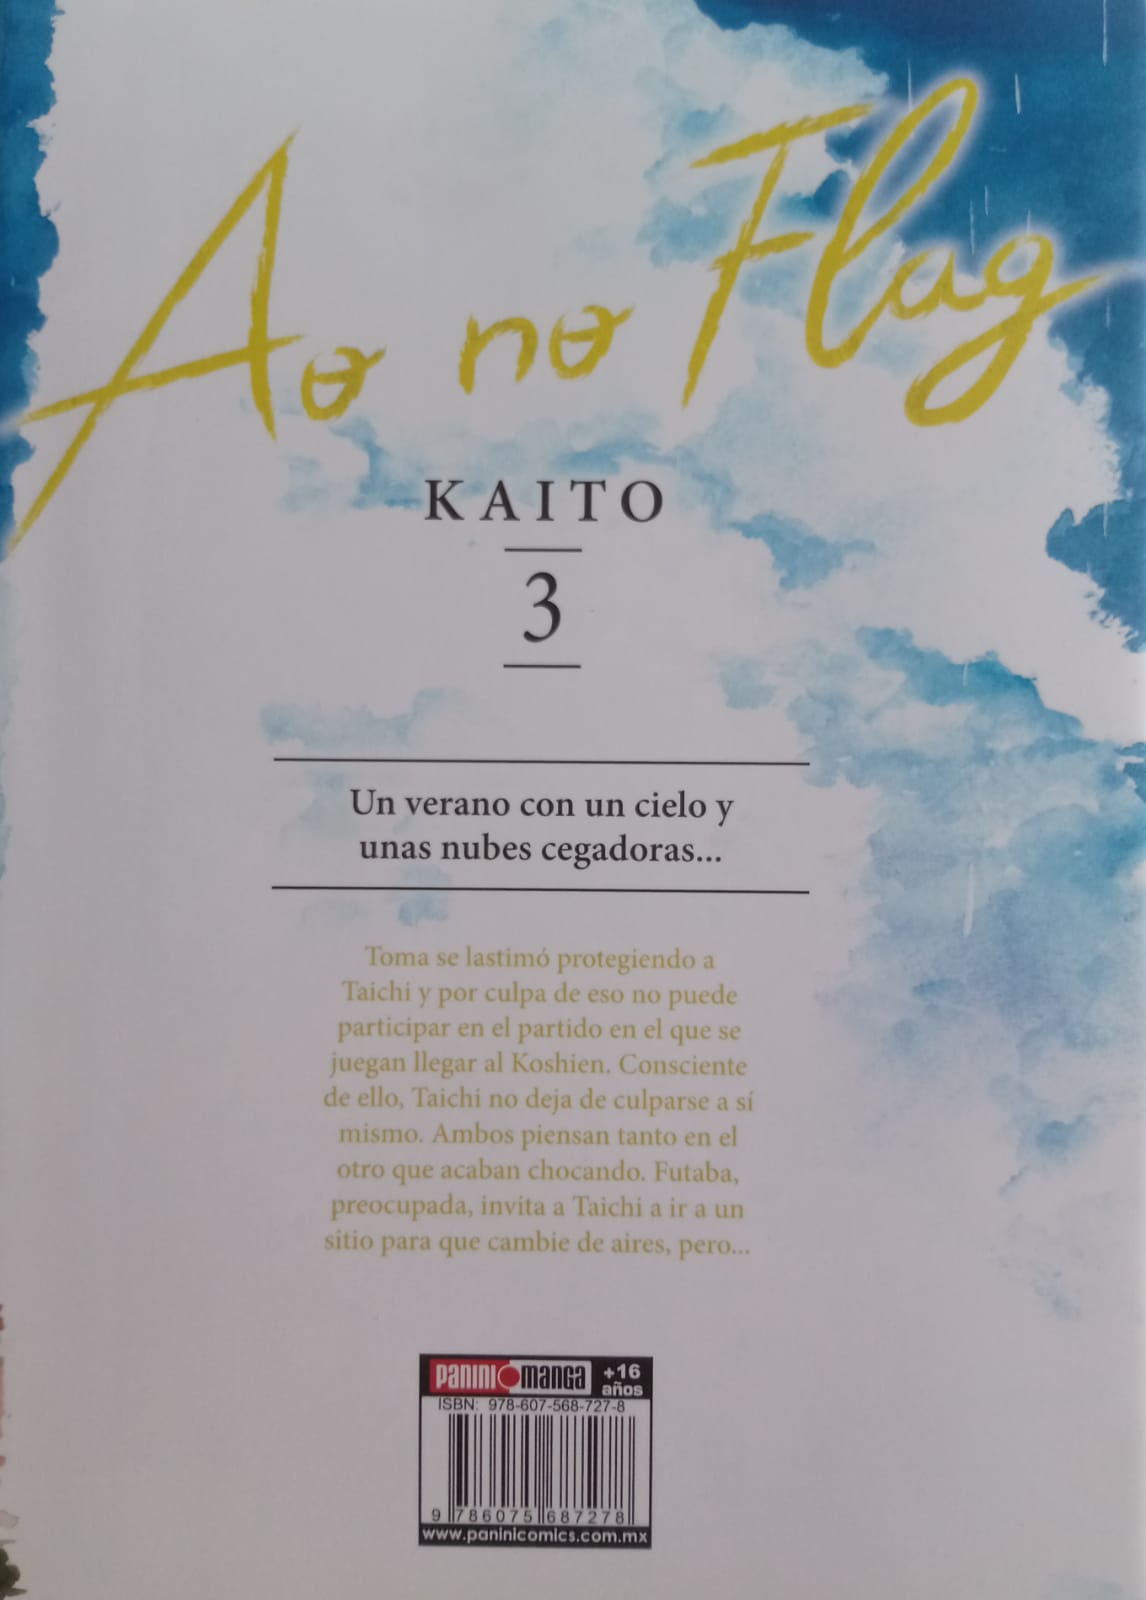 Ao no Flag
KAITO
3
Un verano con un cielo y
unas nubes cegadoras...
Toma se lastimó protegiendo a
Taichi y por culpa de eso no puede
participar en el partido en el que se
juegan llegar al Koshien. Consciente
de ello, Taichi no deja de culparse a sí
mismo. Ambos piensan tanto en el
otro que acaban chocando. Futaba,
preocupada, invita a Taichi a ir a un
sitio para que cambie de aires, pero...
panini manga +16 años
ISBN: 978-607-568-727-8
9 786075 687278
www.paninicomics.com.mx